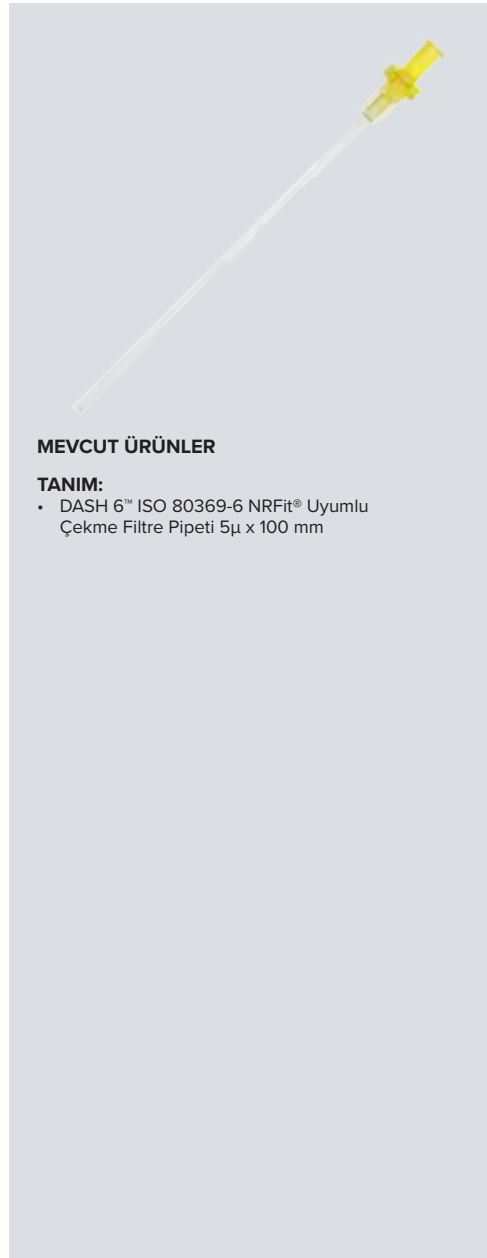 MEVCUT ÜRÜNLER
TANIM:
• DASH 6™ ISO 80369-6 NRFit® Uyumlu
Çekme Filtre Pipeti 5µ x 100 mm